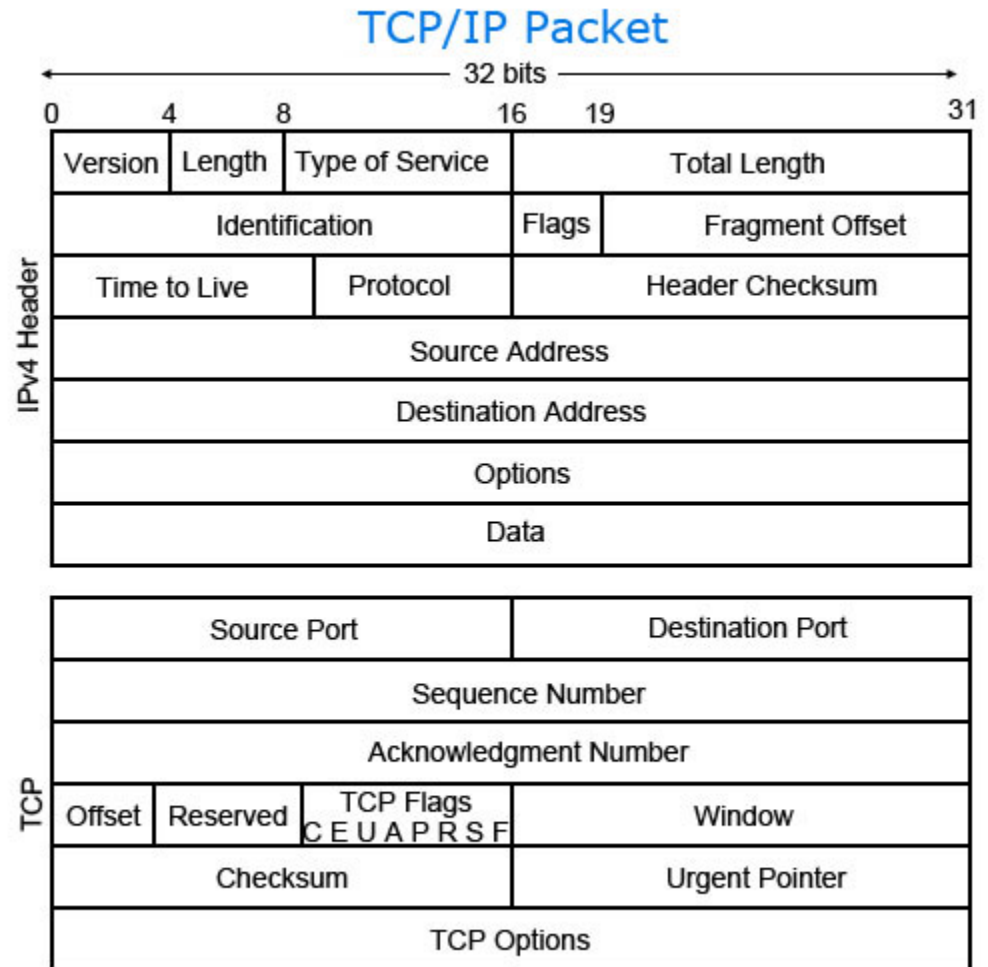 TCP/IP Packet
32 bits
0 4 8 16 19 31
Version Length Type of Service Total Length
Identification Flags Fragment Offset
Time to Live Protocol Header Checksum
IPv4 Header
Source Address
Destination Address
Options
Data
Source Port Destination Port
Sequence Number
Acknowledgment Number
TCP
Offset Reserved TCP Flags Window
C E U A P R S F
Checksum Urgent Pointer
TCP Options